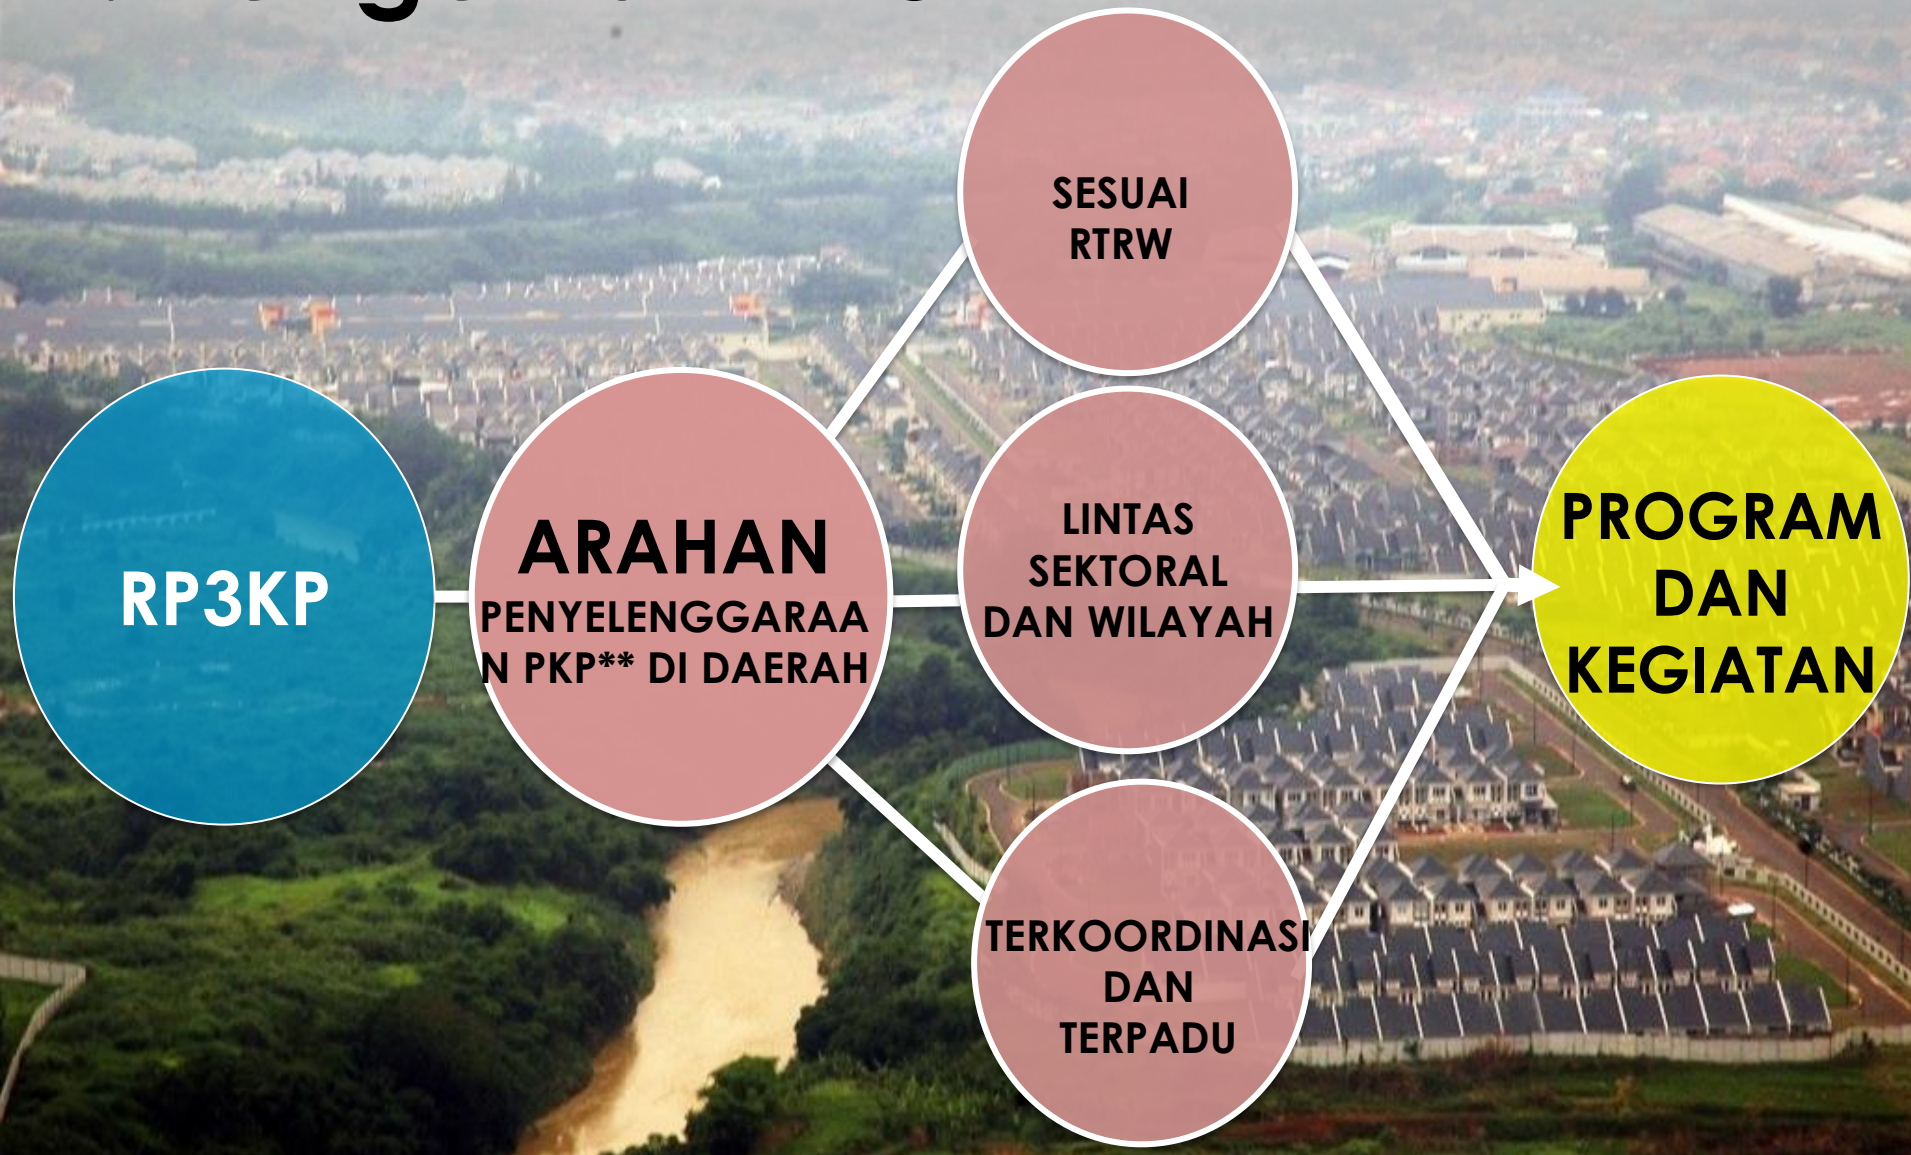 RP3KP
ARAHAN
PENYELENGGARAA
N PKP** DI DAERAH
SESUAI
RTRW
LINTAS
SEKTORAL
DAN WILAYAH
TERKOORDINASI
DAN
TERPADU
PROGRAM
DAN
KEGIATAN